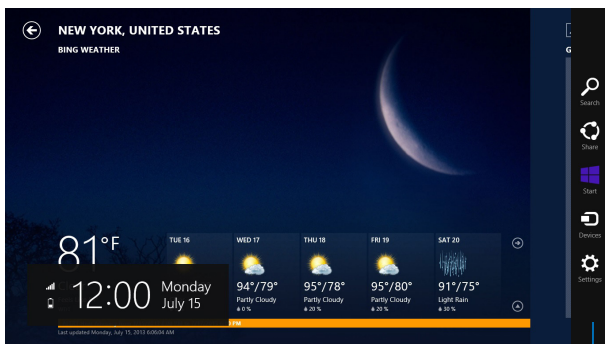 NEW YORK, UNITED STATES
BING WEATHER
G
Search
Share
Start
Devices
Settings
81°F
TUE 16
WED 17
THU 18
FRI 19
SAT 20
94°/79°
95°/78°
95°/80°
91°/75°
Partly Cloudy
Partly Cloudy
Partly Cloudy
Light Rain
0 %
20 %
20 %
30 %
12:00
Monday
July 15
PM
Last updated Monday, July 15, 2013 6:06:04 AM